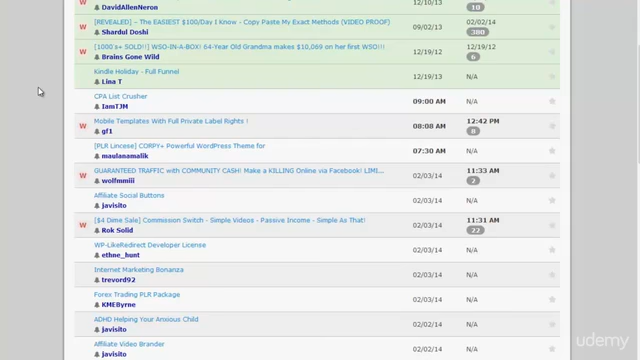 12/10/13
DavidAllenNeron 10
[REVEALED] – The EASIEST $100/Day I Know - Copy Paste My Exact Methods (VIDEO PROOF) 09/02/13 02/02/14
Shardul Doshi 380
W [1000's+ SOLD!!] WSO-IN-A-BOX! 64-Year Old Grandma makes $10,069 on her first WSO!!! 12/19/12 12/19/12
Brains Gone Wild 6
Kindle Holiday - Full Funnel 12/19/13 N/A
Lina T
CPA List Crusher 09:00 AM N/A
IamTJM
W Mobile Templates With Full Private Label Rights ! 08:08 AM 12:42 PM
gf1 8
[PLR Lincese] CORPY+ Powerful WordPress Theme for 07:30 AM N/A
maulanamalik
W GUARANTEED TRAFFIC with COMMUNITY CASH! Make a KILLING Online via Facebook! LIMI... 02/03/14 11:33 AM
wolfmmiii 2
Affiliate Social Buttons 02/03/14 N/A
javisito
W [$4 Dime Sale] Commission Switch - Simple Videos - Passive Income - Simple As That! 02/03/14 11:31 AM
Rok Solid 22
WP-LikeRedirect Developer License 02/03/14 N/A
ethne_hunt
Internet Marketing Bonanza 02/03/14 N/A
trevord92
Forex Trading PLR Package 02/03/14 N/A
KMEByrne
ADHD Helping Your Anxious Child 02/02/14 N/A
javisito
Affiliate Video Brander 02/02/14 N/A
javisito
udemy